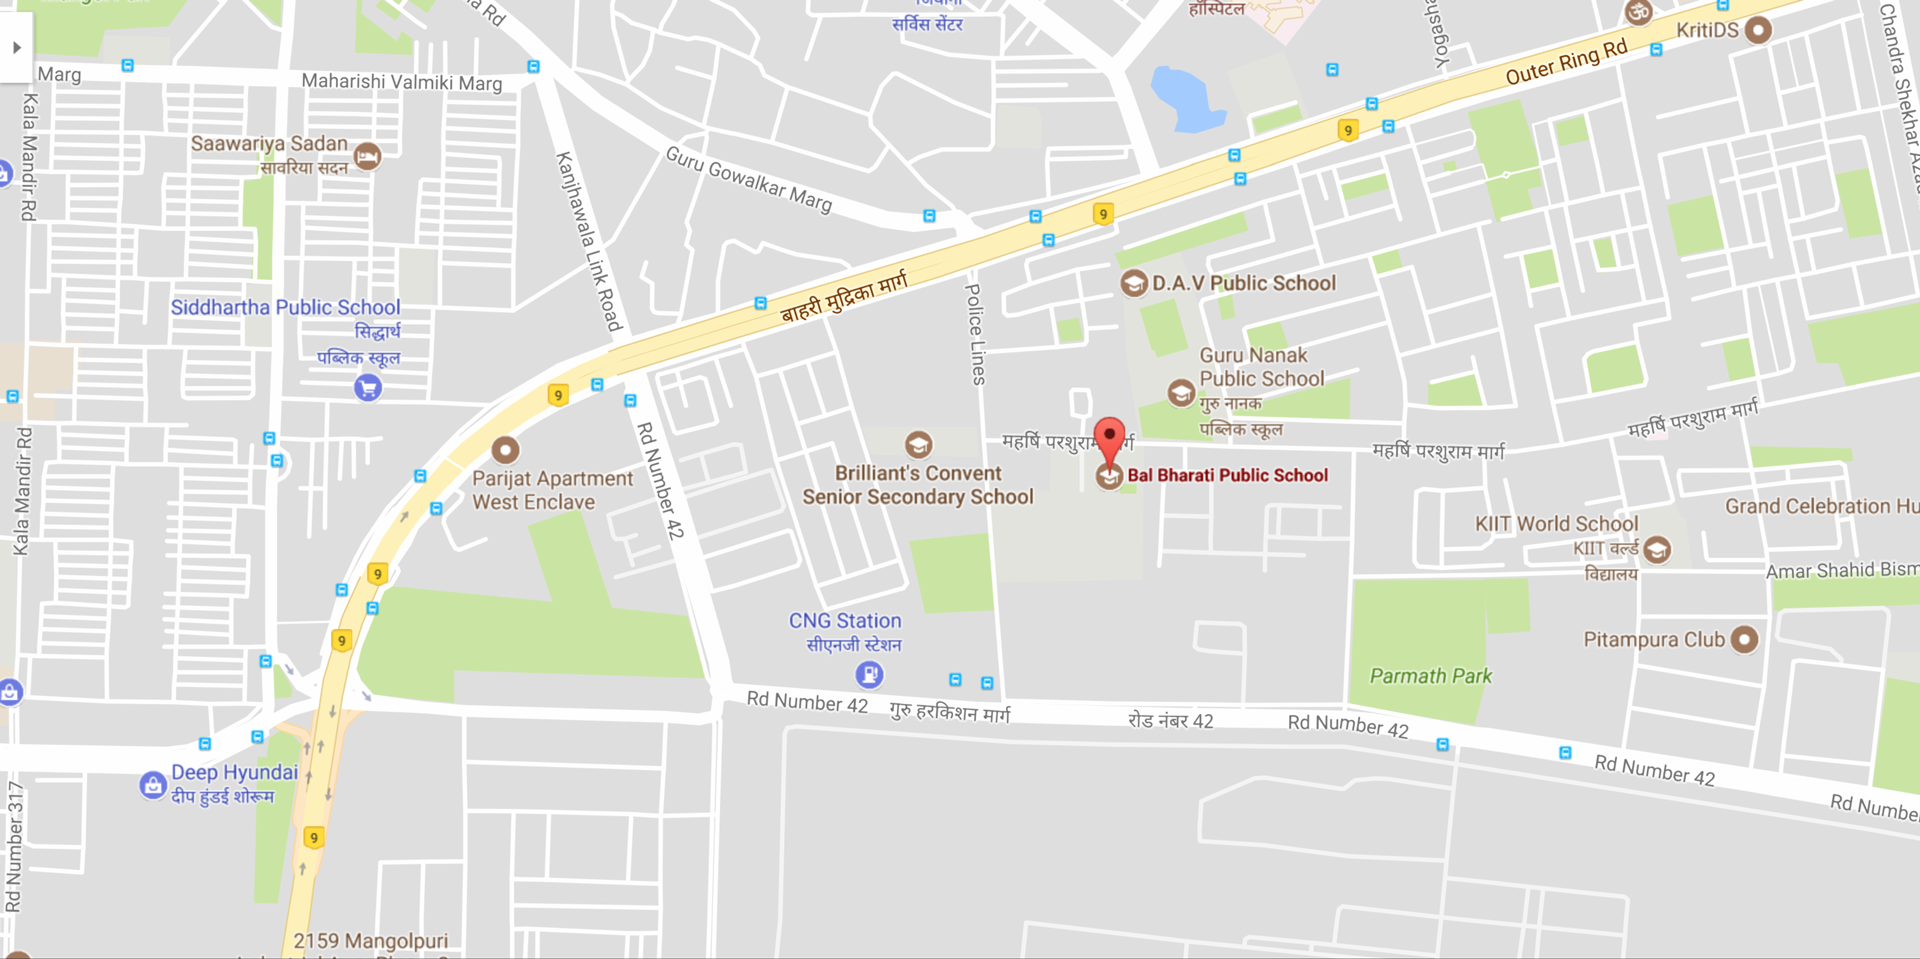 Rd
जियाना
सर्विस सेंटर
हॉस्पिटल
KritiDS
Outer Ring Rd
Yogash
Chandra Shekhar Aza
Marg
Maharishi Valmiki Marg
Kala Mandir Rd
Saawariya Sadan
सावरिया सदन
Kanjhawala Link Road
Guru Gowalkar Marg
9
9
Siddhartha Public School
सिद्धार्थ
पब्लिक स्कूल
बाहरी मुद्रिका मार्ग
Police Lines
D.A.V Public School
Guru Nanak
Public School
गुरु नानक
पब्लिक स्कूल
9
महर्षि परशुराम मार्ग
महर्षि परशुराम मार्ग
महर्षि परशुराम मार्ग
Bal Bharati Public School
Brilliant's Convent
Senior Secondary School
Parijat Apartment
West Enclave
Rd Number 42
Kala Mandir Rd
KIIT World School
KIIT वर्ल्ड
विद्यालय
Grand Celebration Hu
Amar Shahid Bism
9
9
CNG Station
सीएनजी स्टेशन
Pitampura Club
Parmath Park
Rd Number 42
गुरु हरकिशन मार्ग
रोड नंबर 42
Rd Number 42
Rd Number 42
Rd Number
Deep Hyundai
दीप हुंडई शोरूम
Rd Number 317
9
2159 Mangolpuri